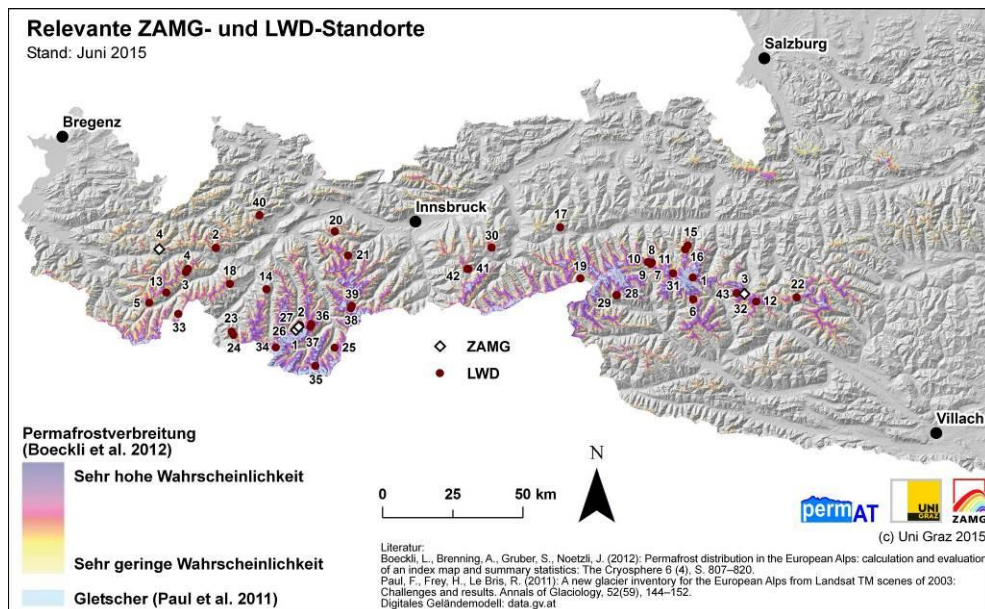 Relevante ZAMG- und LWD-Standorte
Stand: Juni 2015
Salzburg
Bregenz
Innsbruck
40
20
17
4
2
30
15
4
21
8
16
10
11
42
41
18
14
19
9
7
1
3
22
13
3
31
43
5
39
29
28
6
32
12
33
38
27
2
36
23
26
24
34
1
37
25
35
ZAMG
LWD
Villach
Permafrostverbreitung
(Boeckli et al. 2012)
Sehr hohe Wahrscheinlichkeit
Sehr geringe Wahrscheinlichkeit
Gletscher (Paul et al. 2011)
N
0 25 50 km
permAT
UNI
GRAZ
ZAMG
(c) Uni Graz 2015
Literatur:
Boeckli, L., Brenning, A., Gruber, S., Noetzli, J. (2012): Permafrost distribution in the European Alps: calculation and evaluation
of an index map and summary statistics: The Cryosphere 6 (4), S. 807–820.
Paul, F., Frey, H., Le Bris, R. (2011): A new glacier inventory for the European Alps from Landsat TM scenes of 2003:
Challenges and results. Annals of Glaciology, 52(59), 144–152.
Digitales Geländemodell: data.gv.at